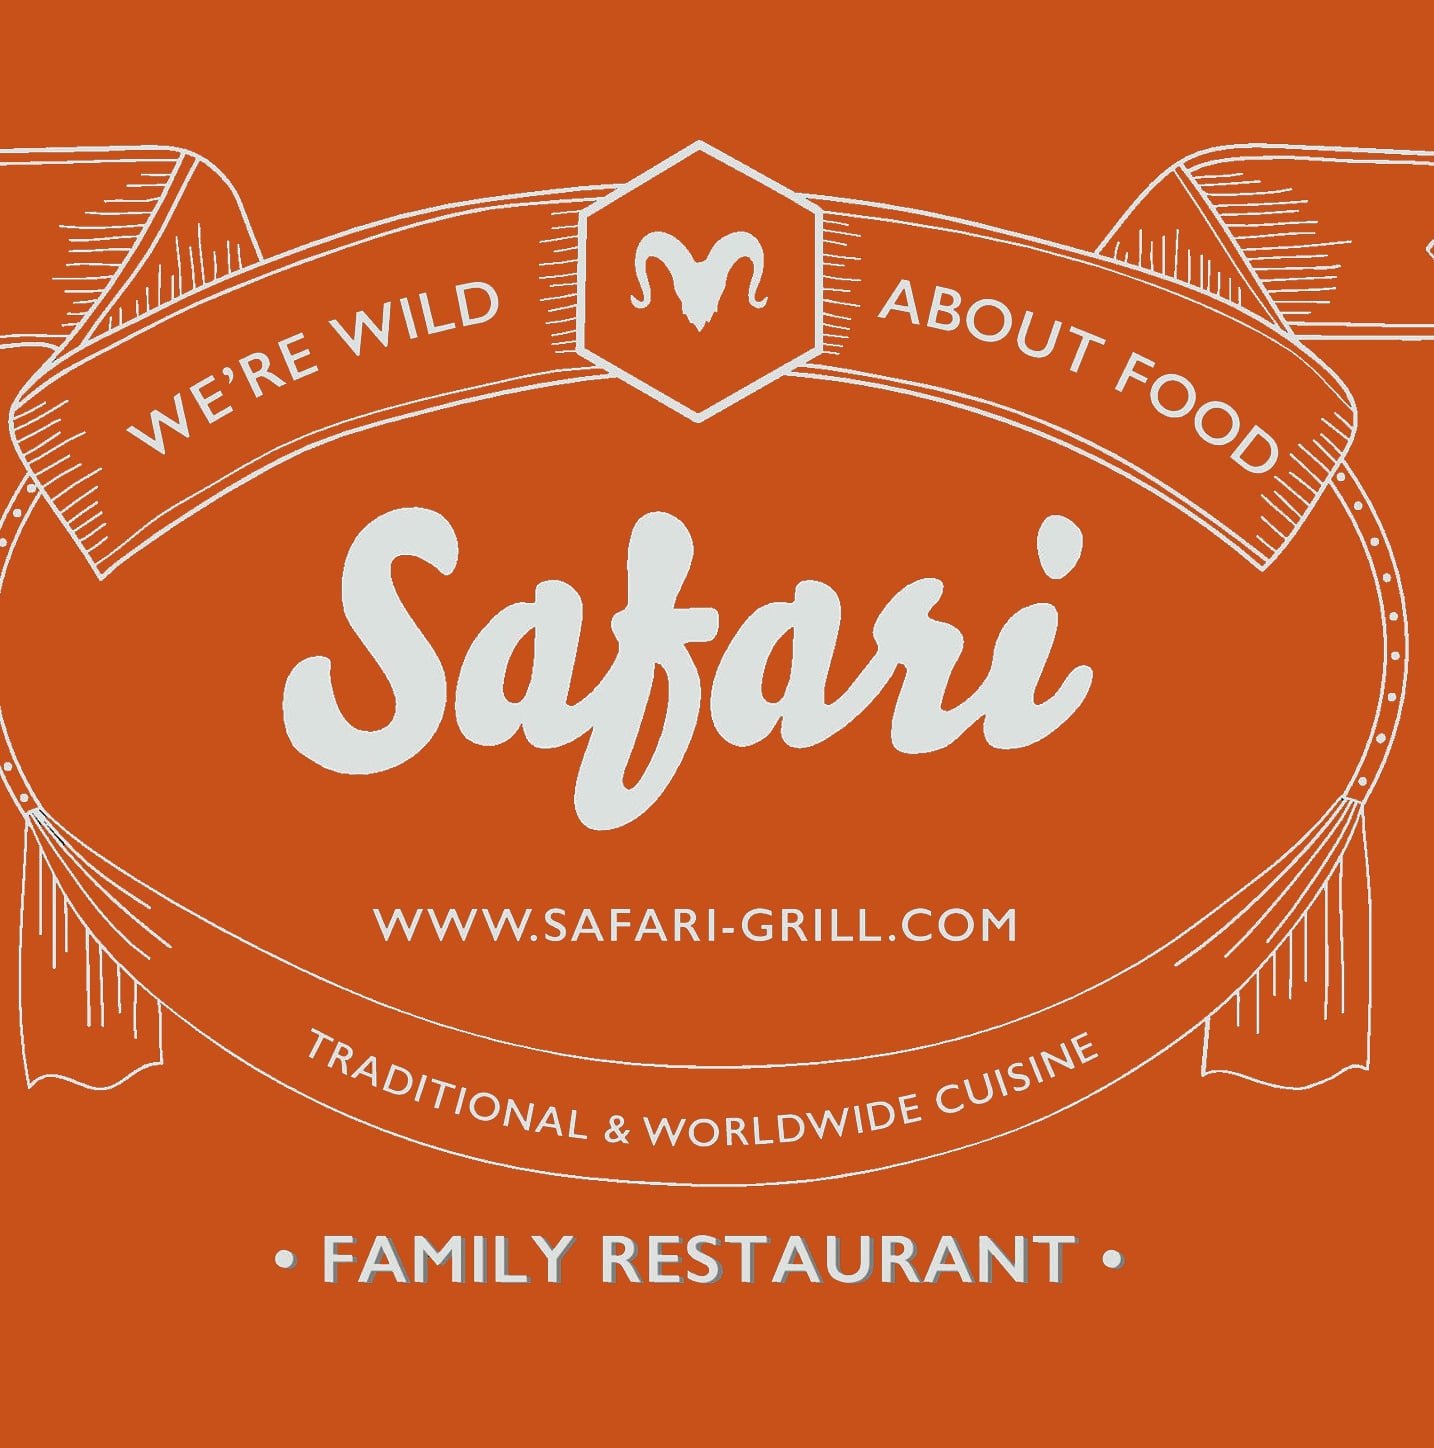 WE'RE WILD ABOUT FOOD
Safari
WWW.SAFARI-GRILL.COM
TRADITIONAL & WORLDWIDE CUISINE
• FAMILY RESTAURANT •